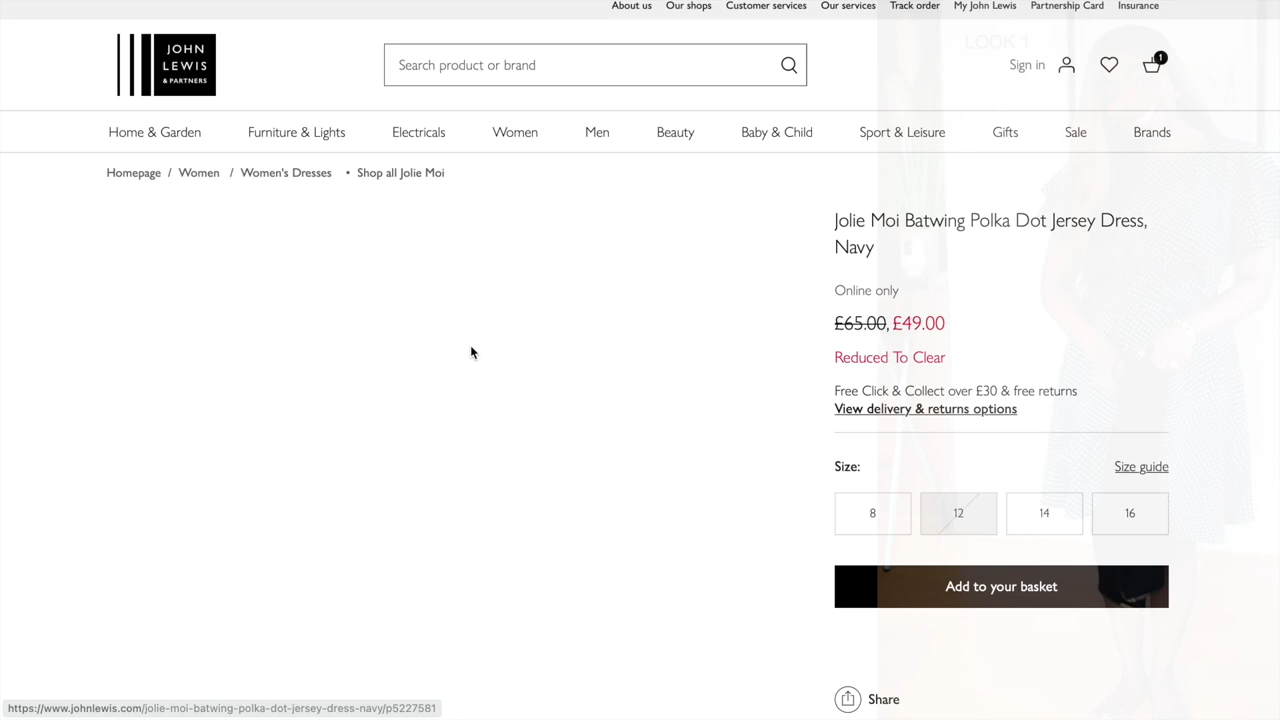 About us Our shops Customer services Our services Track order My John Lewis Partnership Card Insurance
LOOK 1
JOHN
LEWIS
& PARTNERS
Search product or brand
Sign in
1
Home & Garden Furniture & Lights Electricals Women Men Beauty Baby & Child Sport & Leisure Gifts Sale Brands
Homepage / Women / Women's Dresses • Shop all Jolie Moi
Jolie Moi Batwing Polka Dot Jersey Dress,
Navy
Online only
£65.00, £49.00
Reduced To Clear
Free Click & Collect over £30 & free returns
View delivery & returns options
Size: Size guide
8 12 14 16
Add to your basket
Share
https://www.johnlewis.com/jolie-moi-batwing-polka-dot-jersey-dress-navy/p5227581